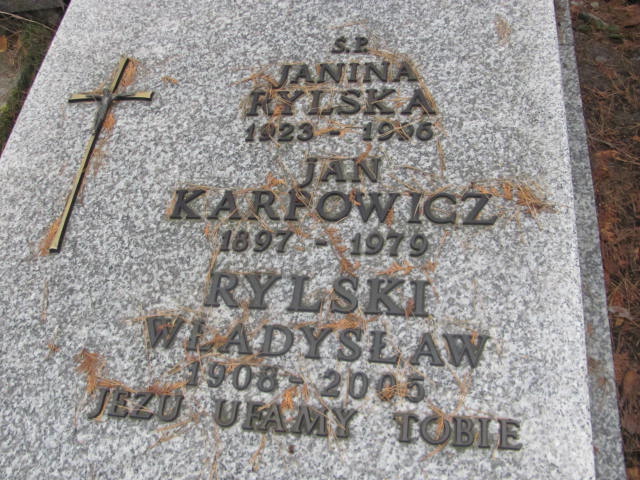 Ś.P.
JANINA
RYLSKA
1923 - 1996
JAN
KARPOWICZ
1897 - 1979
RYLSKI
WŁADYSŁAW
1908 - 2005
JEZU UFAMY TOBIE